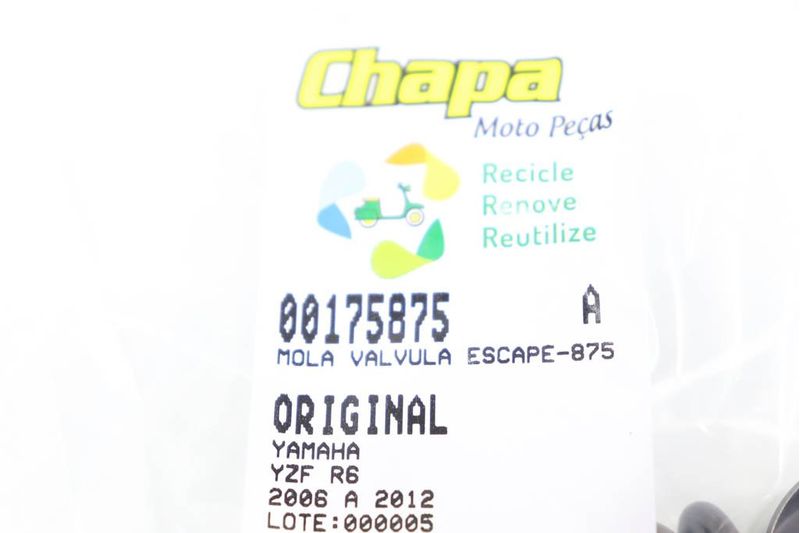 Chapa
Moto Peças
Recicle
Renove
Reutilize
00175875 A
MOLA VALVULA ESCAPE-875
ORIGINAL
YAMAHA
YZF R6
2006 A 2012
LOTE:000005